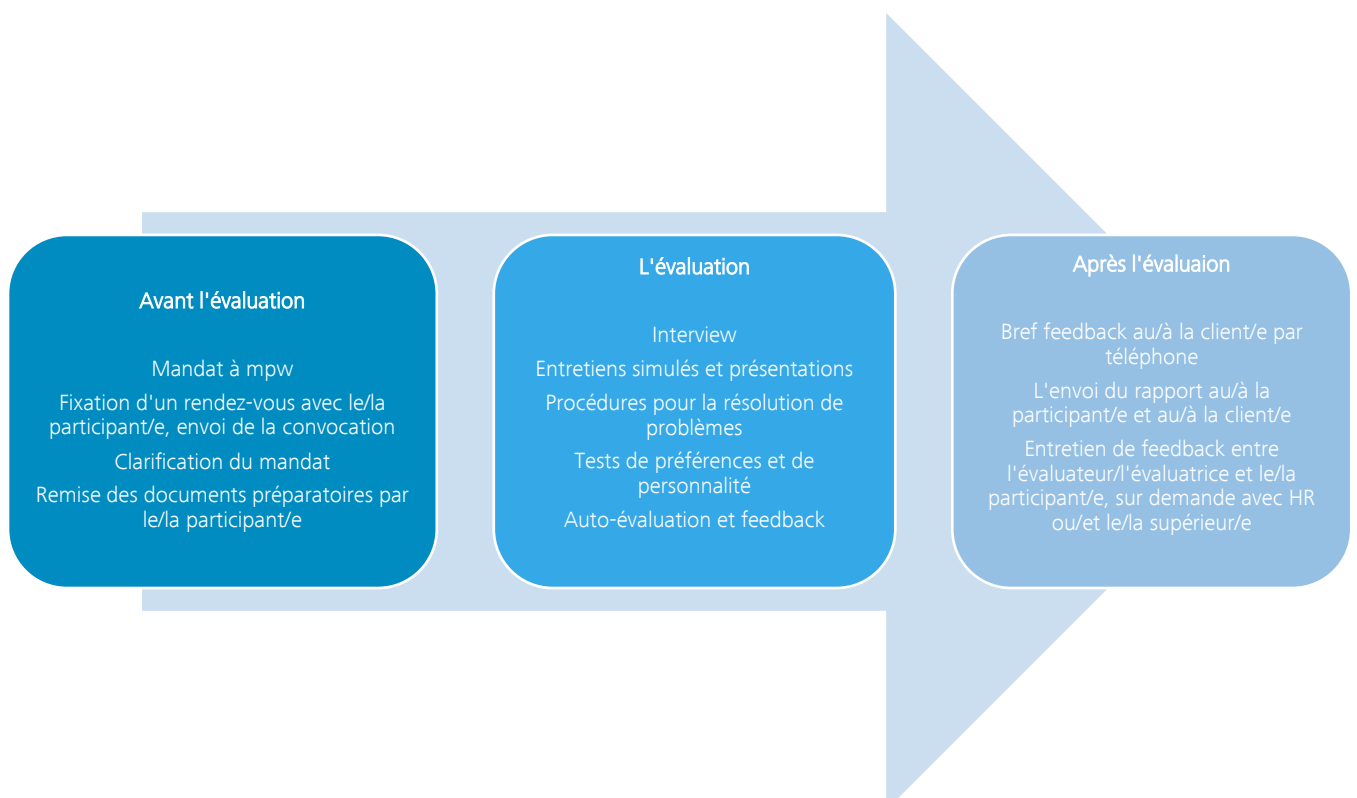 Avant l'évaluation
Mandat à mpw
Fixation d'un rendez-vous avec le/la
participant/e, envoi de la convocation
Clarification du mandat
Remise des documents préparatoires par
le/la participant/e
L'évaluation
Interview
Entretiens simulés et présentations
Procédures pour la résolution de
problèmes
Tests de préférences et de
personnalité
Auto-évaluation et feedback
Après l'évaluaion
Bref feedback au/à la client/e par
téléphone
L'envoi du rapport au/à la
participant/e et au/à la client/e
Entretien de feedback entre
l'évaluateur/l'évaluatrice et le/la
participant/e, sur demande avec HR
ou/et le/la supérieur/e